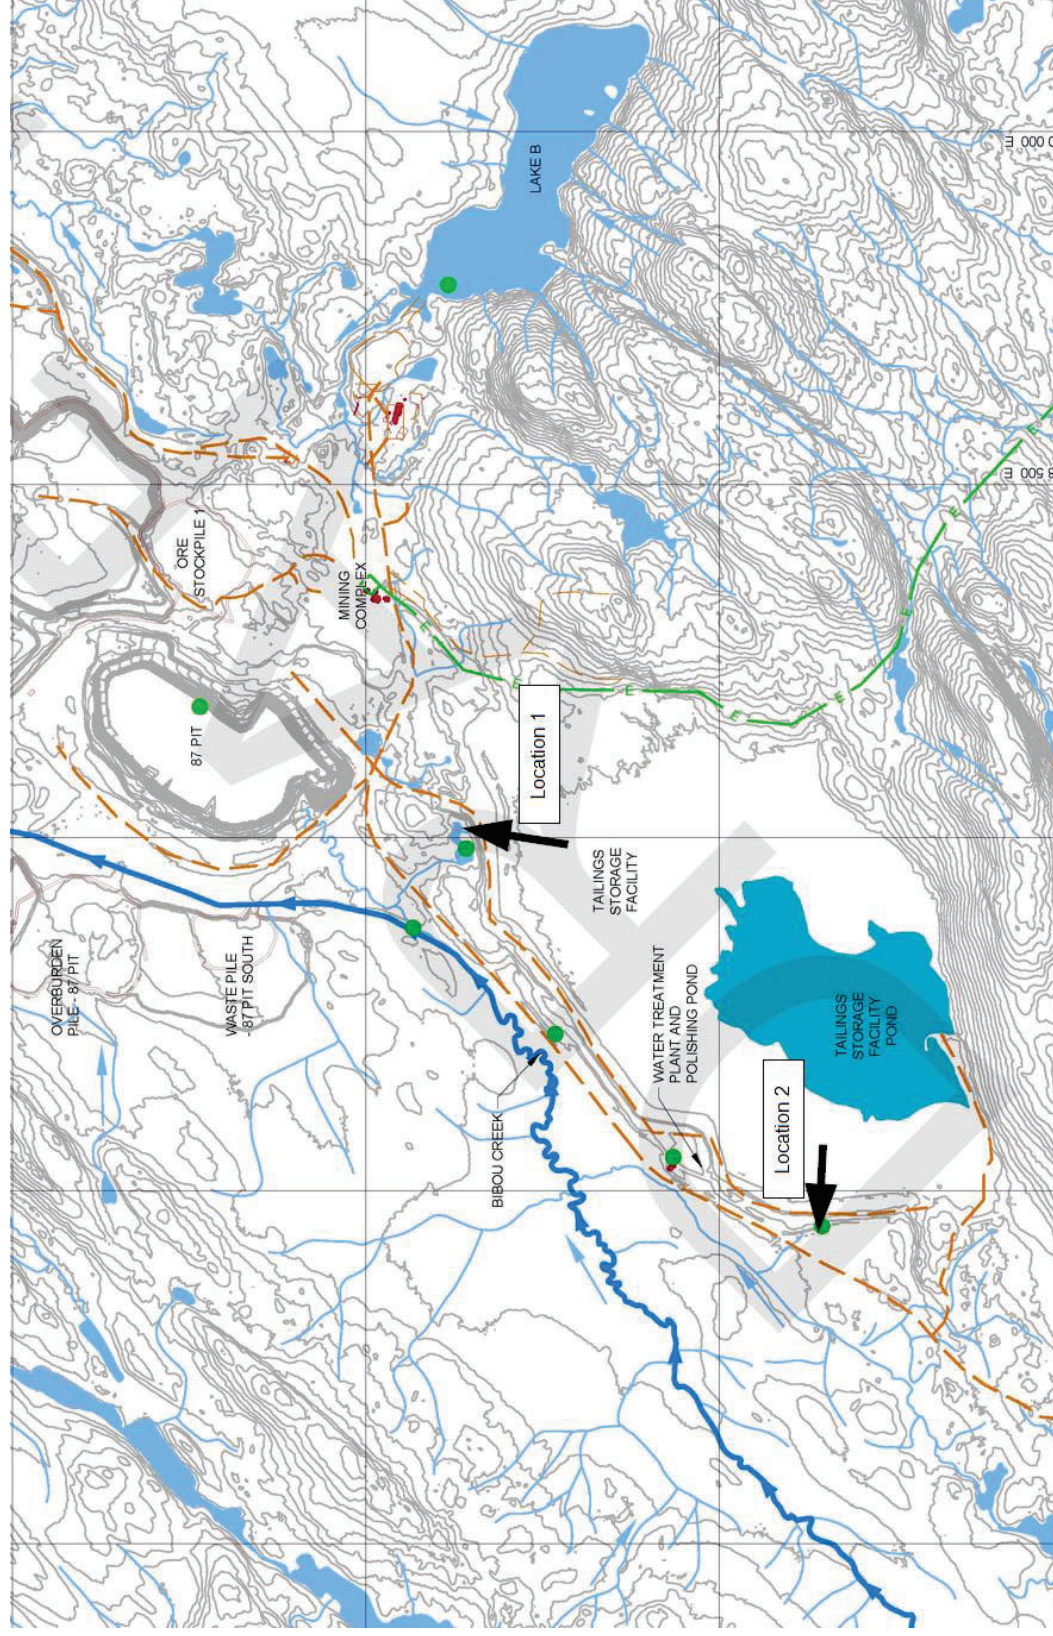 LAKE B
0 000 E
8 500 E
ORE
STOCKPILE 1
MINING
COMPLEX
87 PIT
Location 1
OVERBURDEN
PILE - 87 PIT
WASTE PILE
-87 PIT SOUTH
TAILINGS
STORAGE
FACILITY
WATER TREATMENT
PLANT AND
POLISHING POND
TAILINGS
STORAGE
FACILITY
POND
BIBOU CREEK
Location 2
E
E
E
E
E
E
E
E
E